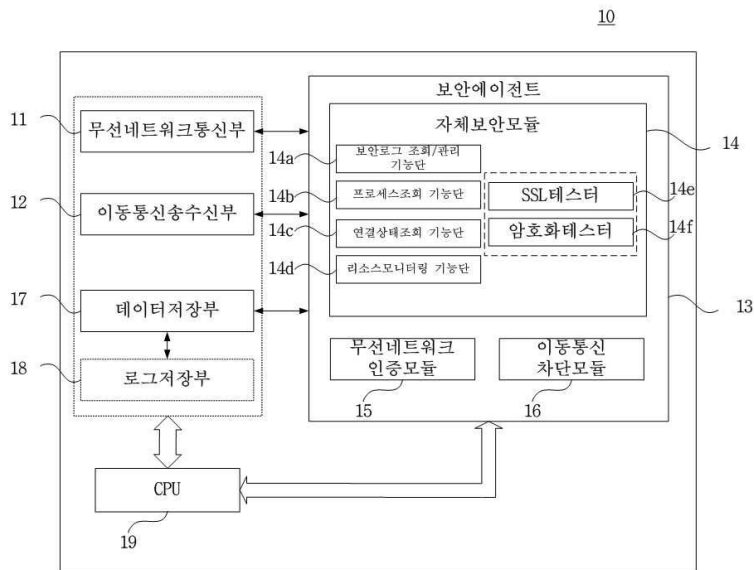 10
보안에이전트
11
무선네트워크통신부
자체보안모듈
14
14a
보안로그 조회/관리
기능단
14b
프로세스조회 기능단
SSL테스터
14e
12
이동통신송수신부
14c
연결상태조회 기능단
암호화테스터
14f
14d
리소스모니터링 기능단
17
데이터저장부
13
18
로그저장부
무선네트워크
인증모듈
15
이동통신
차단모듈
16
CPU
19